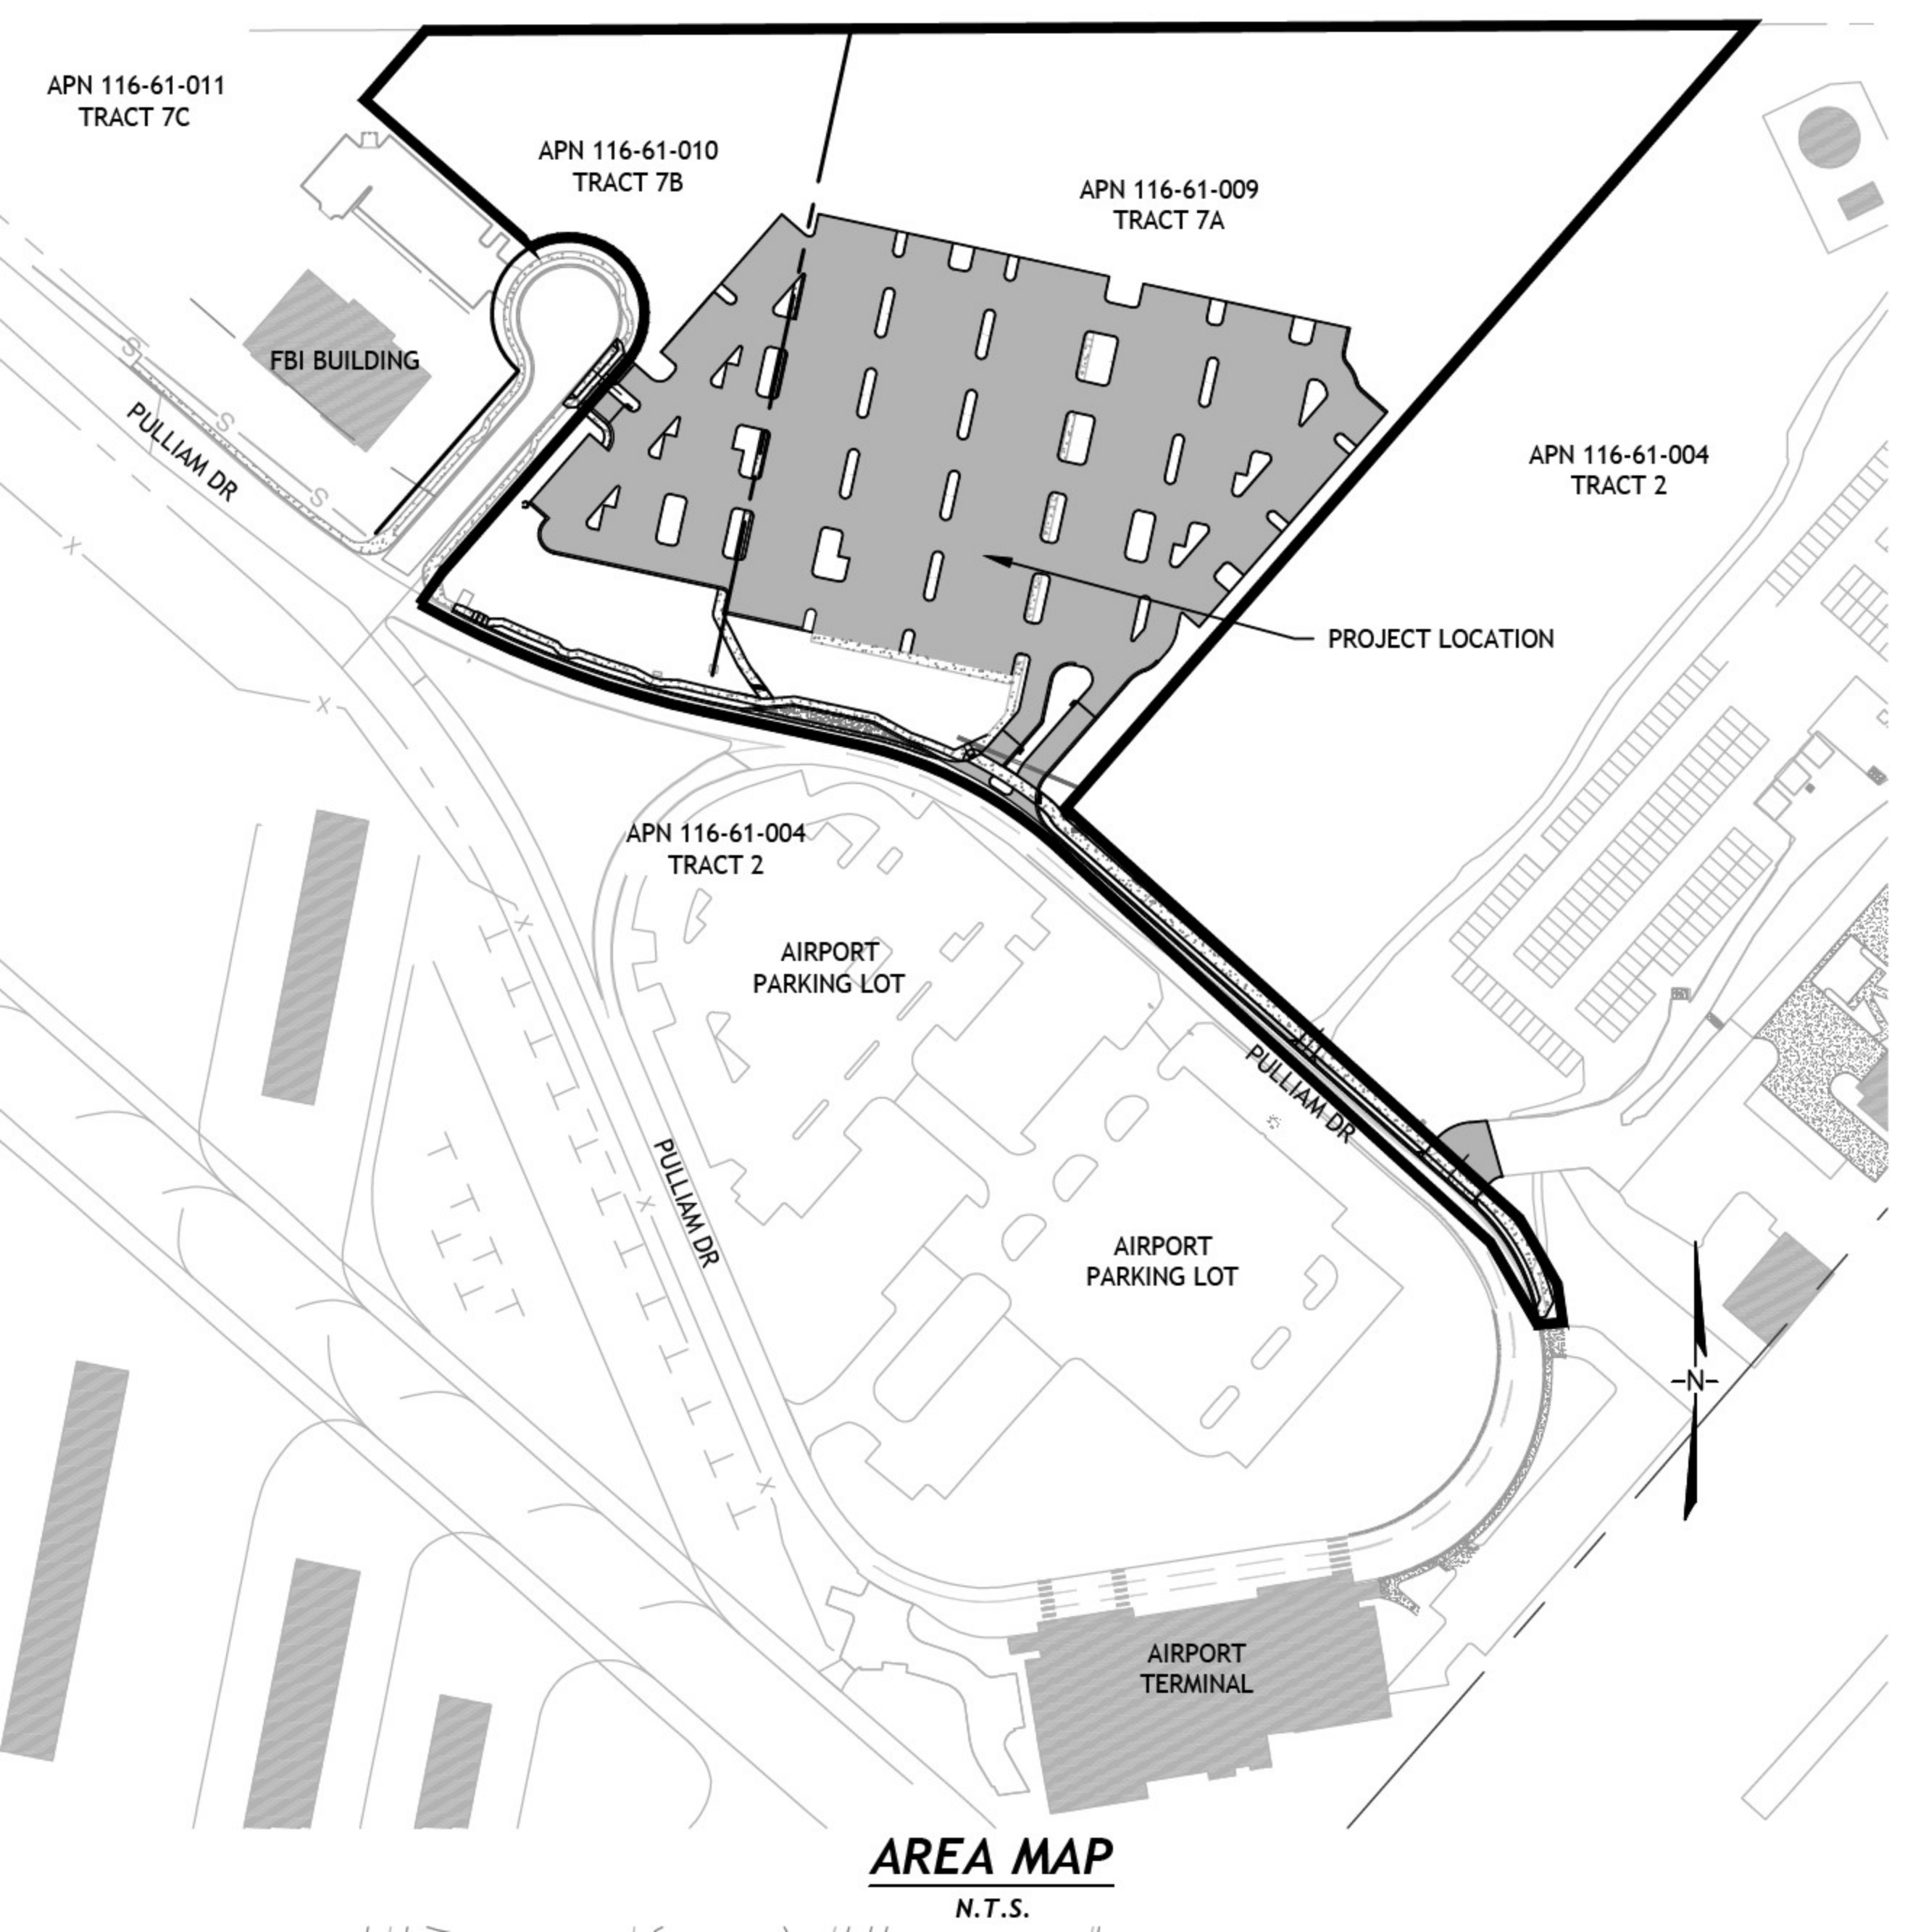 APN 116-61-011
TRACT 7C
APN 116-61-010
TRACT 7B
APN 116-61-009
TRACT 7A
FBI BUILDING
PULLIAM DR
S
S
S
X
X
APN 116-61-004
TRACT 2
PROJECT LOCATION
APN 116-61-004
TRACT 2
X
AIRPORT
PARKING LOT
PULLIAM DR
PULLIAM DR
X
AIRPORT
PARKING LOT
-N-
X
AIRPORT
TERMINAL
AREA MAP
N.T.S.